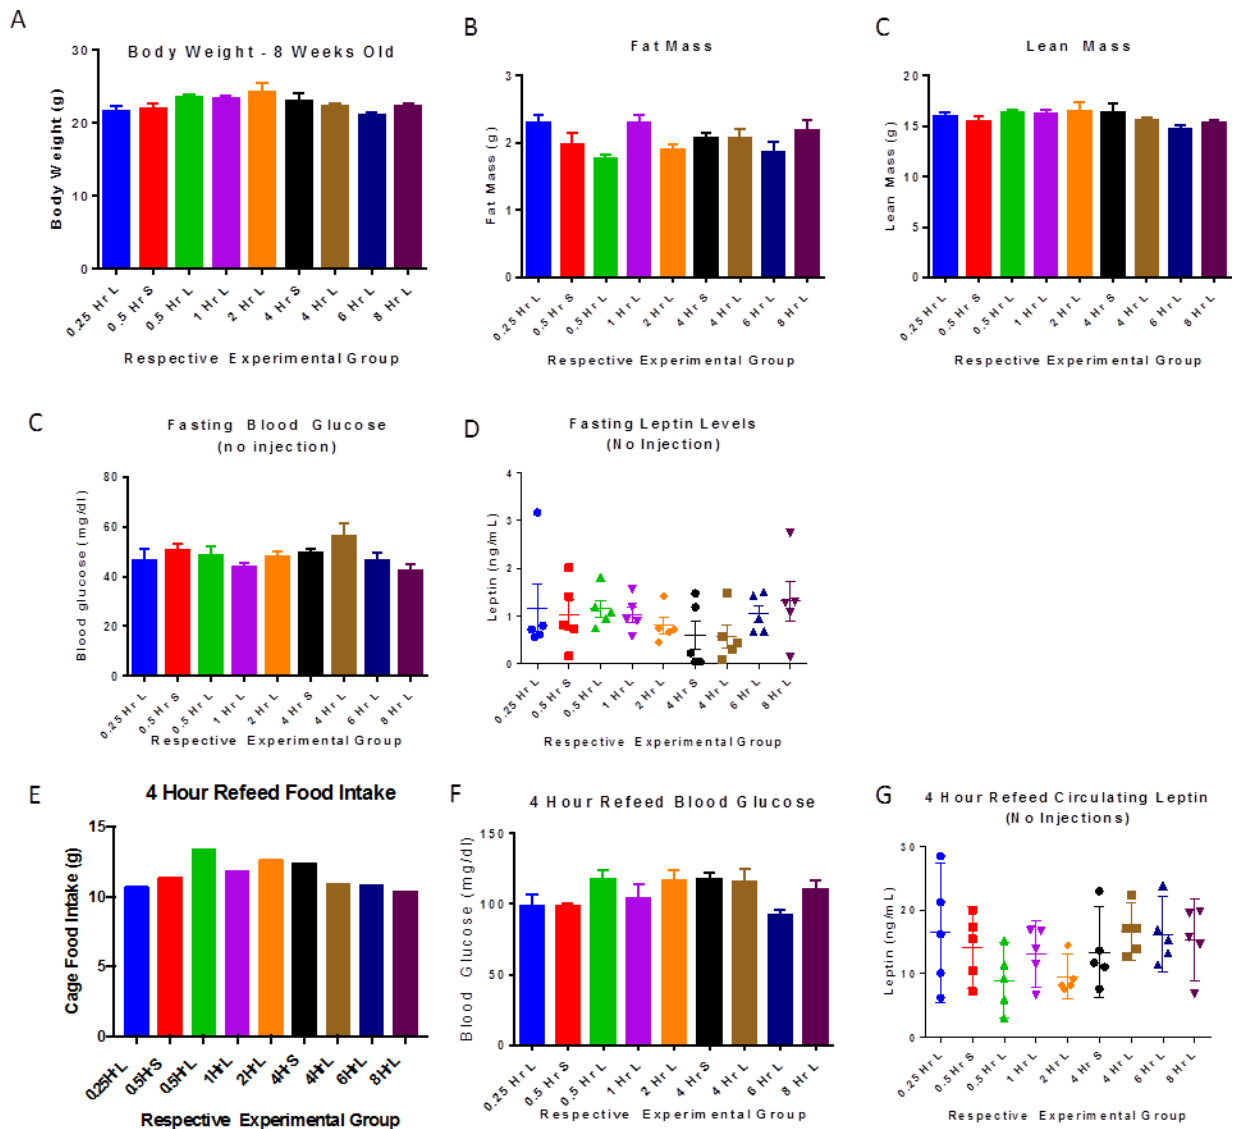 A
Body Weight - 8 Weeks Old
Body Weight (g)
30
20
10
0
0.25 Hr L
0.5 Hr S
0.5 Hr L
1 Hr L
2 Hr L
4 Hr S
4 Hr L
6 Hr L
8 Hr L
Respective Experimental Group
B
Fat Mass
Fat Mass (g)
3
2
1
0
0.25 Hr L
0.5 Hr S
0.5 Hr L
1 Hr L
2 Hr L
4 Hr S
4 Hr L
6 Hr L
8 Hr L
Respective Experimental Group
C
Lean Mass
Lean Mass (g)
20
15
10
5
0
0.25 Hr L
0.5 Hr S
0.5 Hr L
1 Hr L
2 Hr L
4 Hr S
4 Hr L
6 Hr L
8 Hr L
Respective Experimental Group
C
Fasting Blood Glucose
(no injection)
Blood glucose (mg/dl)
80
60
40
20
0
0.25 Hr L
0.5 Hr S
0.5 Hr L
1 Hr L
2 Hr L
4 Hr S
4 Hr L
6 Hr L
8 Hr L
Respective Experimental Group
D
Fasting Leptin Levels
(No Injection)
Leptin (ng/mL)
4
3
2
1
0
0.25 Hr L
0.5 Hr S
0.5 Hr L
1 Hr L
2 Hr L
4 Hr S
4 Hr L
6 Hr L
8 Hr L
Respective Experimental Group
E
4 Hour Refeed Food Intake
Cage Food Intake (g)
15
10
5
0
0.25HrL
0.5HrS
0.5HrL
1HrL
2HrL
4HrS
4HrL
6HrL
8HrL
Respective Experimental Group
F
4 Hour Refeed Blood Glucose
Blood Glucose (mg/dl)
150
100
50
0
0.25 Hr L
0.5 Hr S
0.5 Hr L
1 Hr L
2 Hr L
4 Hr S
4 Hr L
6 Hr L
8 Hr L
Respective Experimental Group
G
4 Hour Refeed Circulating Leptin
(No Injections)
Leptin (ng/mL)
30
20
10
0
0.25 Hr L
0.5 Hr S
0.5 Hr L
1 Hr L
2 Hr L
4 Hr S
4 Hr L
6 Hr L
8 Hr L
Respective Experimental Group